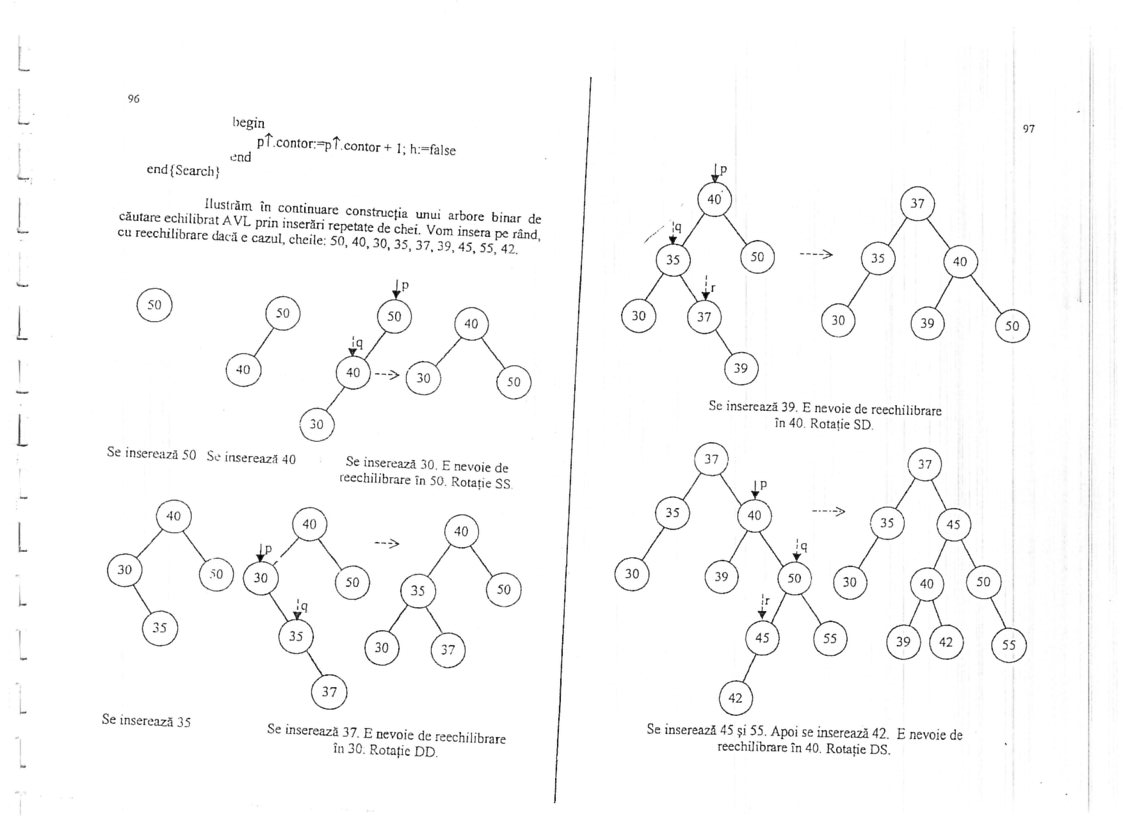 96
begin
p↑.contor:=p↑.contor + 1; h:=false
end
end{Search}
Ilustrăm în continuare construcţia unui arbore binar de
căutare echilibrat AVL prin inserări repetate de chei. Vom insera pe rând,
cu reechilibrare dacă e cazul, cheile: 50, 40, 30, 35, 37, 39, 45, 55, 42.
50
50
40
p
50
q
40
30
40
30
50
Se inserează 50 Se inserează 40
Se inserează 30. E nevoie de
reechilibrare în 50. Rotaţie SS.
40
30
50
35
40
p
30
50
q
35
37
40
35
50
30
37
Se inserează 35
Se inserează 37. E nevoie de reechilibrare
în 30. Rotaţie DD.
97
p
40
q
35
50
r
30
37
39
37
35
40
30
39
50
Se inserează 39. E nevoie de reechilibrare
în 40. Rotaţie SD.
37
p
35
40
q
30
39
50
r
45
55
42
37
35
45
30
40
50
39
42
55
Se inserează 45 şi 55. Apoi se inserează 42. E nevoie de
reechilibrare în 40. Rotaţie DS.